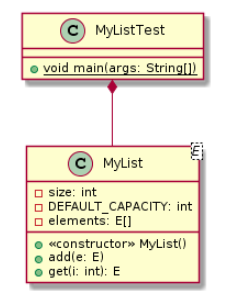 C MyListTest
void main(args: String[])
E
C MyList
size: int
DEFAULT_CAPACITY: int
elements: E[]
«constructor» MyList()
add(e: E)
get(i: int): E